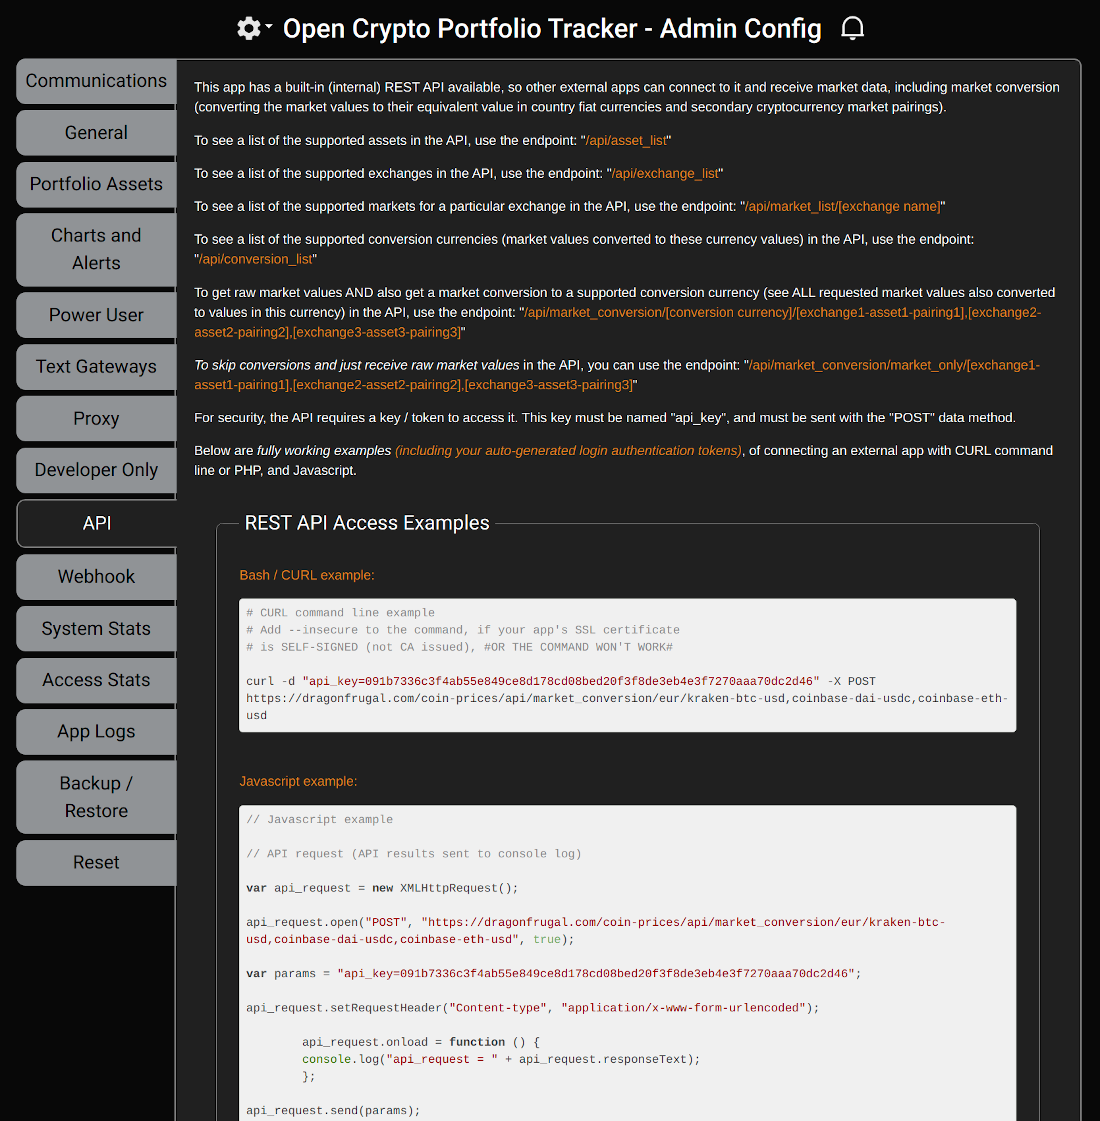 Open Crypto Portfolio Tracker - Admin Config
Communications
General
Portfolio Assets
Charts and
Alerts
Power User
Text Gateways
Proxy
Developer Only
API
Webhook
System Stats
Access Stats
App Logs
Backup /
Restore
Reset
This app has a built-in (internal) REST API available, so other external apps can connect to it and receive market data, including market conversion
(converting the market values to their equivalent value in country fiat currencies and secondary cryptocurrency market pairings).
To see a list of the supported assets in the API, use the endpoint: "/api/asset_list"
To see a list of the supported exchanges in the API, use the endpoint: "/api/exchange_list"
To see a list of the supported markets for a particular exchange in the API, use the endpoint: "/api/market_list/[exchange name]"
To see a list of the supported conversion currencies (market values converted to these currency values) in the API, use the endpoint:
"/api/conversion_list"
To get raw market values AND also get a market conversion to a supported conversion currency (see ALL requested market values also converted
to values in this currency) in the API, use the endpoint: "/api/market_conversion/[conversion currency]/[exchange1-asset1-pairing1],[exchange2-
asset2-pairing2],[exchange3-asset3-pairing3]"
To skip conversions and just receive raw market values in the API, you can use the endpoint: "/api/market_conversion/market_only/[exchange1-
asset1-pairing1],[exchange2-asset2-pairing2],[exchange3-asset3-pairing3]"
For security, the API requires a key / token to access it. This key must be named "api_key", and must be sent with the "POST" data method.
Below are fully working examples (including your auto-generated login authentication tokens), of connecting an external app with CURL command
line or PHP, and Javascript.
REST API Access Examples
Bash / CURL example:
# CURL command line example
# Add --insecure to the command, if your app's SSL certificate
# is SELF-SIGNED (not CA issued), #OR THE COMMAND WON'T WORK#
curl -d "api_key=091b7336c3f4ab55e849ce8d178cd08bed20f3f8de3eb4e3f7270aaa70dc2d46" -X POST
https://dragonfrugal.com/coin-prices/api/market_conversion/eur/kraken-btc-usd,coinbase-dai-usdc,coinbase-eth-
usd
Javascript example:
// Javascript example
// API request (API results sent to console log)
var api_request = new XMLHttpRequest();
api_request.open("POST", "https://dragonfrugal.com/coin-prices/api/market_conversion/eur/kraken-btc-
usd,coinbase-dai-usdc,coinbase-eth-usd", true);
var params = "api_key=091b7336c3f4ab55e849ce8d178cd08bed20f3f8de3eb4e3f7270aaa70dc2d46";
api_request.setRequestHeader("Content-type", "application/x-www-form-urlencoded");
api_request.onload = function () {
console.log("api_request = " + api_request.responseText);
};
api_request.send(params);